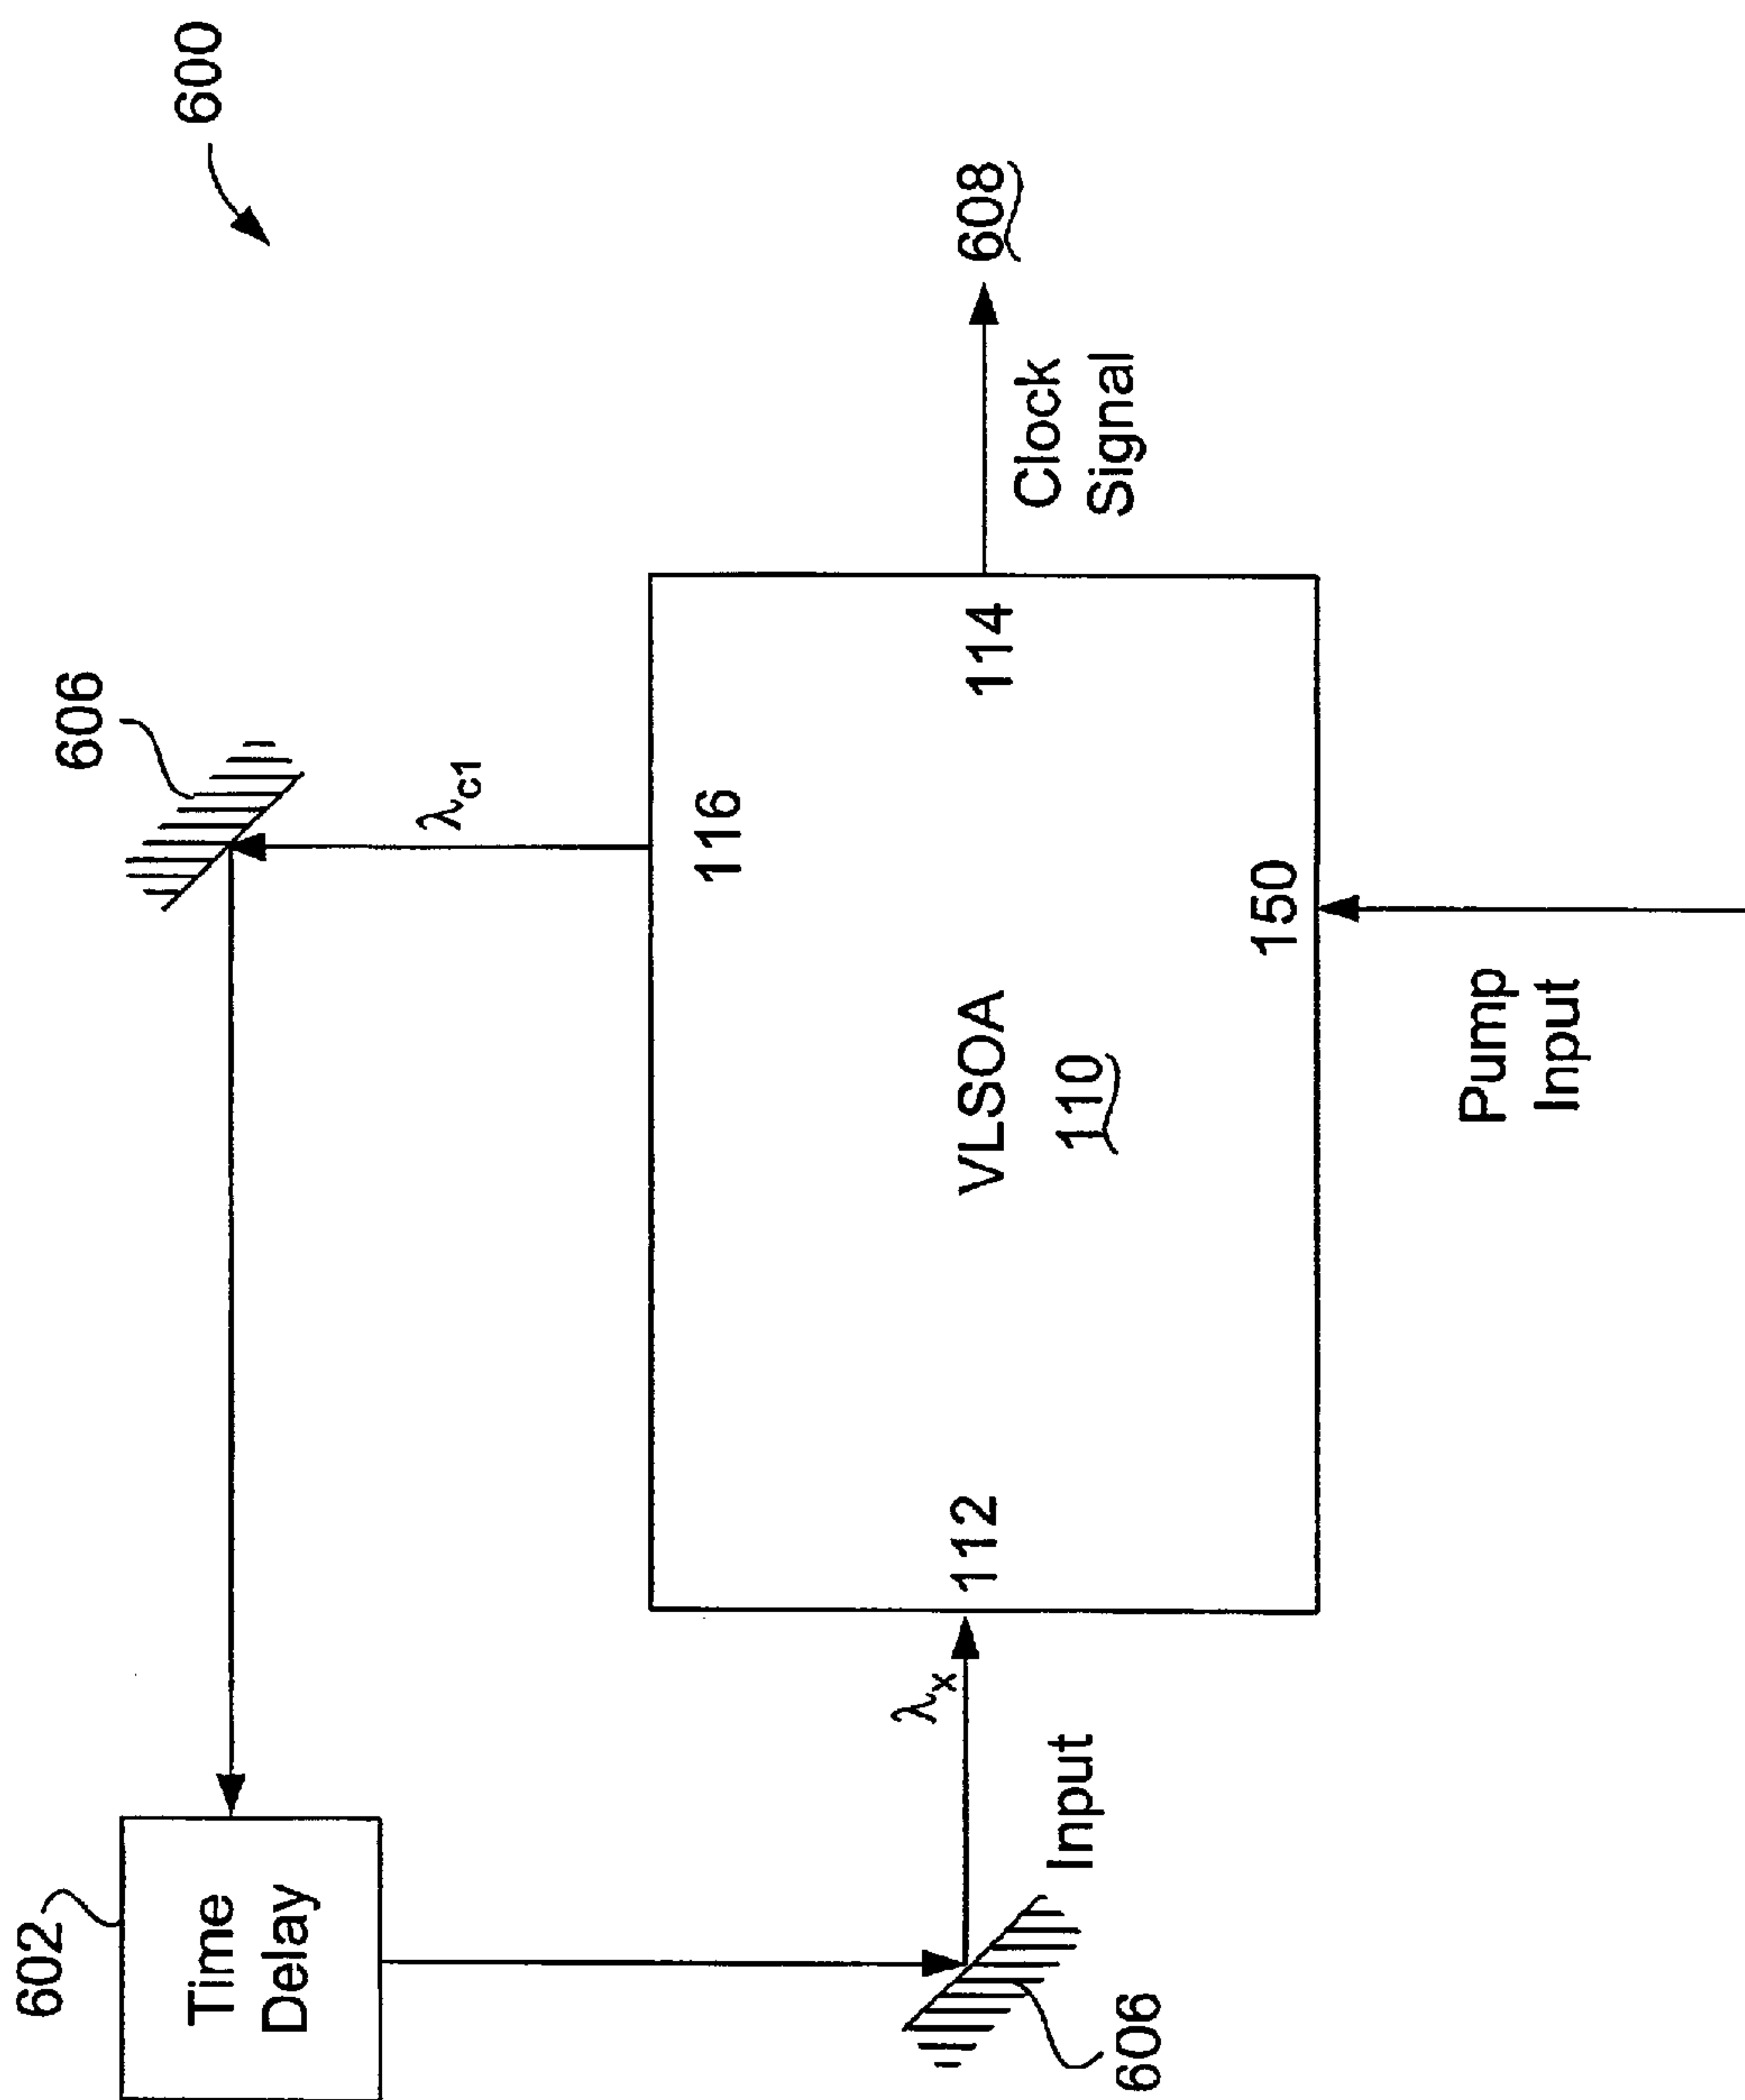 600
606
602
Time
Delay
λc1
116
608
Clock
Signal
114
VLSOA
110
112
λx
Input
606
150
Pump
Input